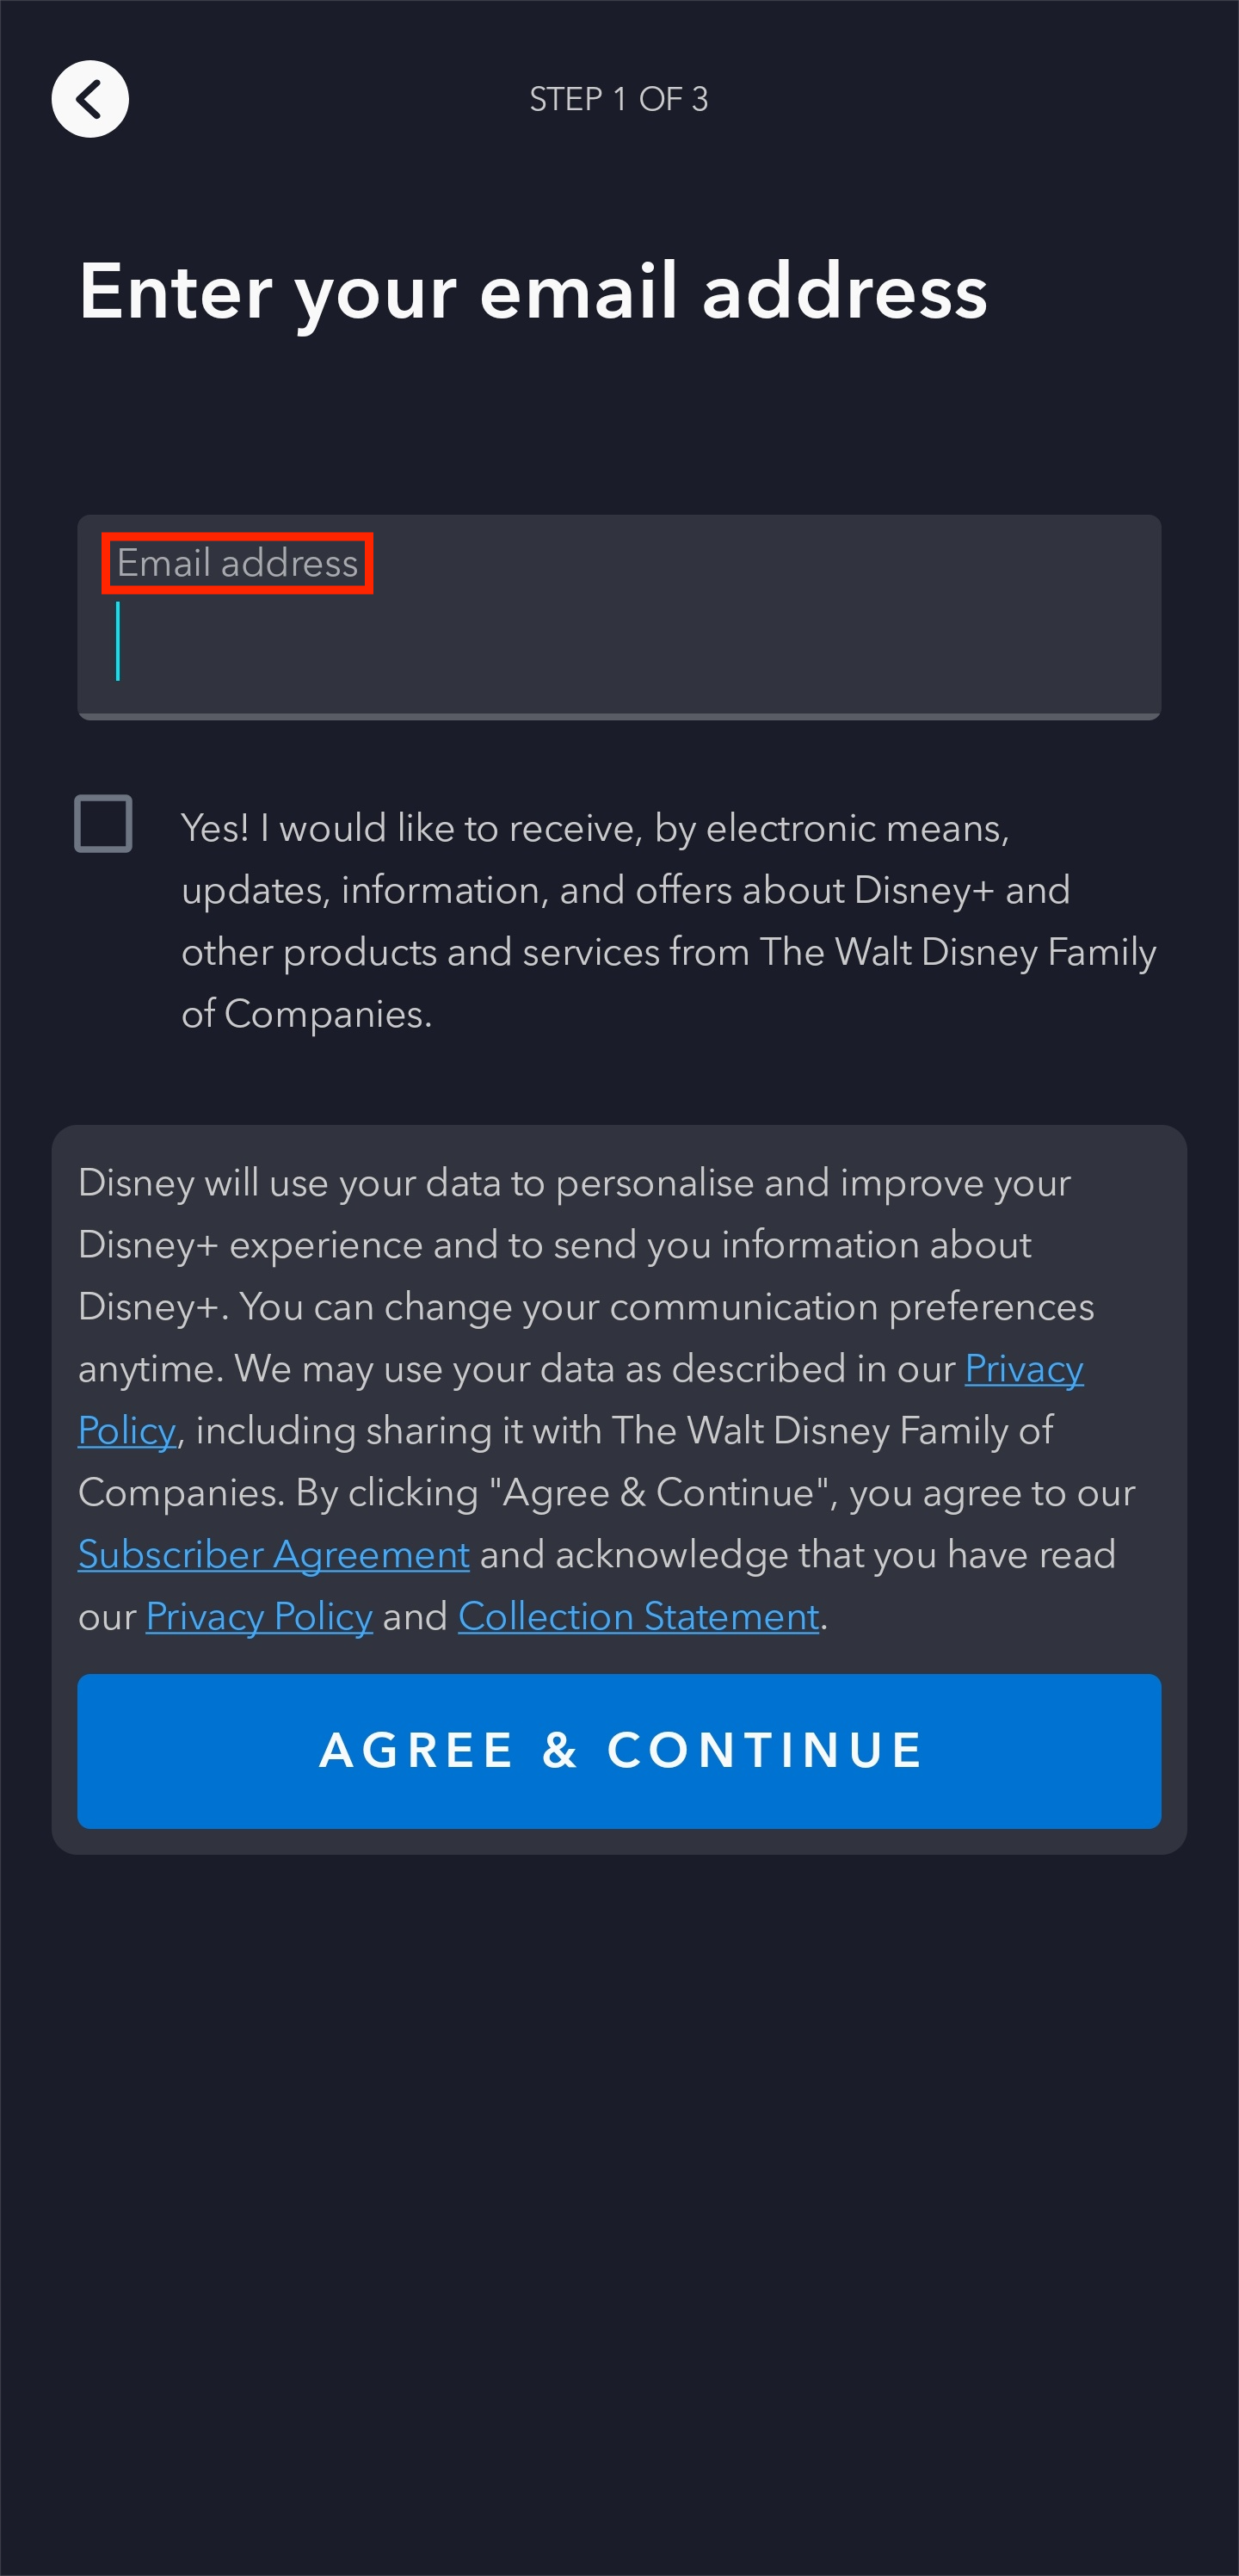 STEP 1 OF 3
Enter your email address
Email address
Yes! I would like to receive, by electronic means,
updates, information, and offers about Disney+ and
other products and services from The Walt Disney Family
of Companies.
Disney will use your data to personalise and improve your
Disney+ experience and to send you information about
Disney+. You can change your communication preferences
anytime. We may use your data as described in our Privacy
Policy, including sharing it with The Walt Disney Family of
Companies. By clicking "Agree & Continue", you agree to our
Subscriber Agreement and acknowledge that you have read
our Privacy Policy and Collection Statement.
AGREE & CONTINUE